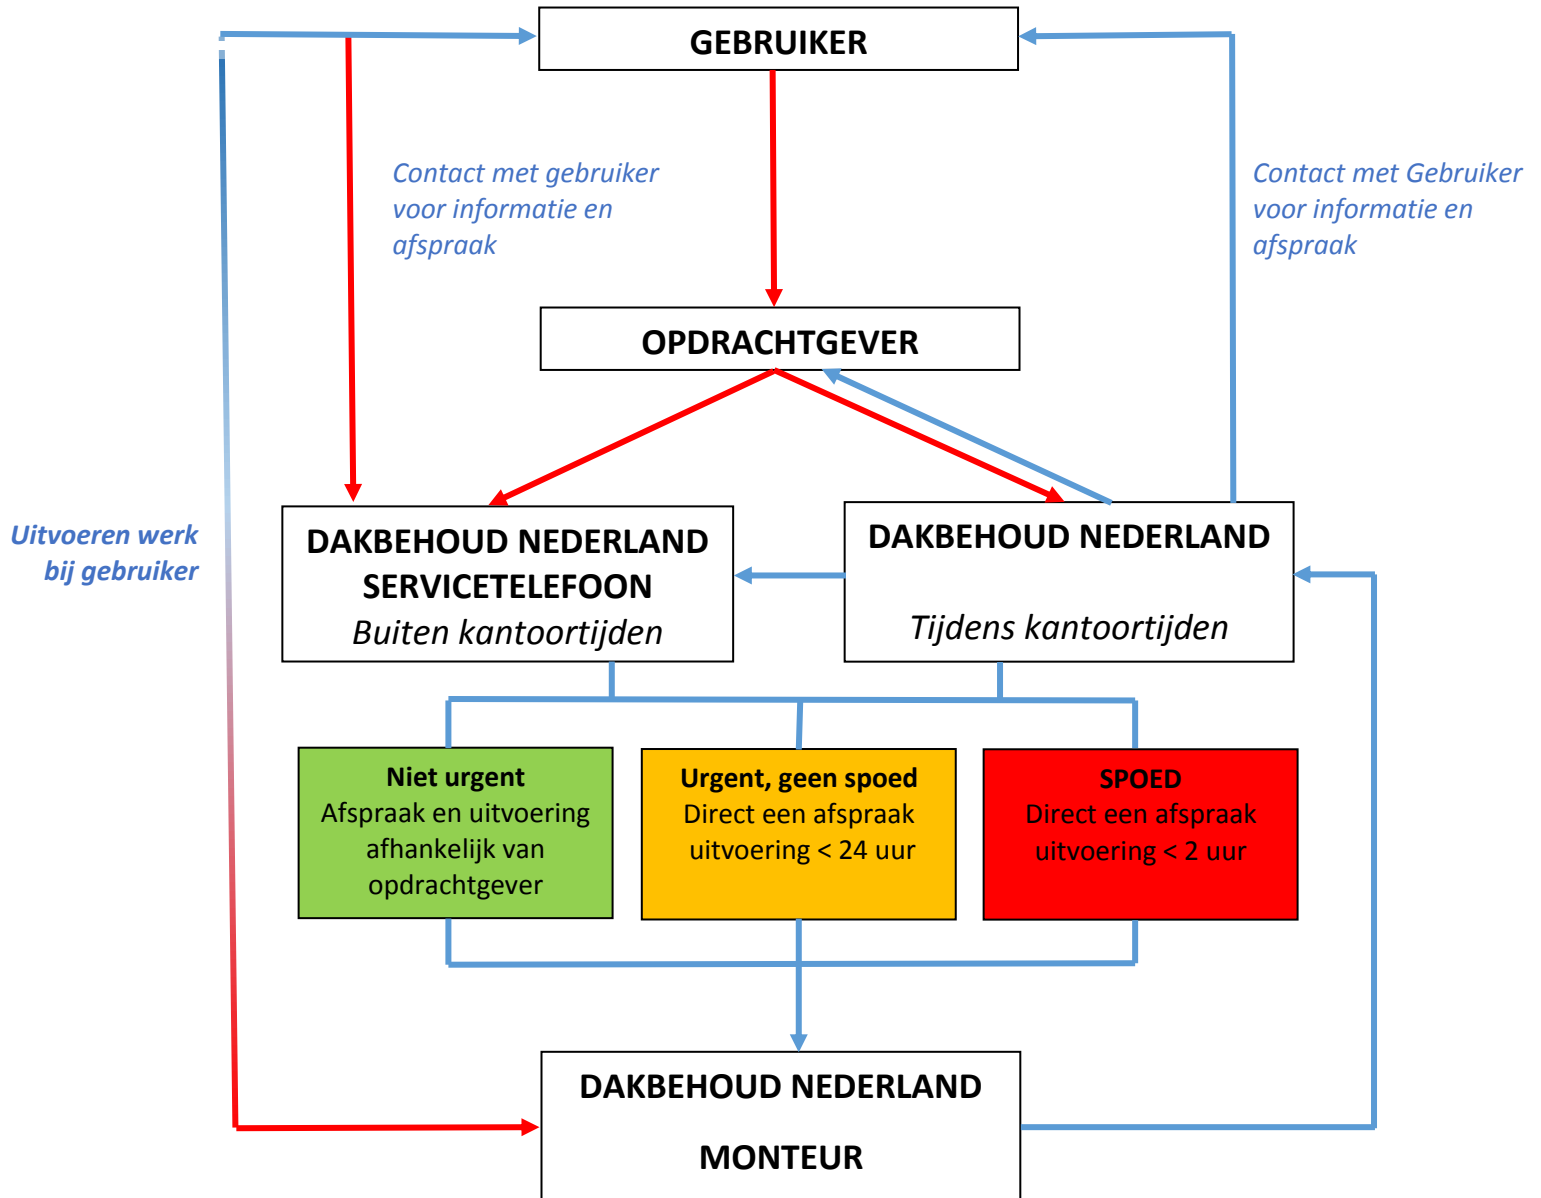 GEBRUIKER
Contact met gebruiker
voor informatie en
afspraak
Contact met Gebruiker
voor informatie en
afspraak
OPDRACHTGEVER
Uitvoeren werk
bij gebruiker
DAKBEHOUD NEDERLAND
SERVICETELEFOON
Buiten kantoortijden
DAKBEHOUD NEDERLAND
Tijdens kantoortijden
Niet urgent
Afspraak en uitvoering
afhankelijk van
opdrachtgever
Urgent, geen spoed
Direct een afspraak
uitvoering < 24 uur
SPOED
Direct een afspraak
uitvoering < 2 uur
DAKBEHOUD NEDERLAND
MONTEUR